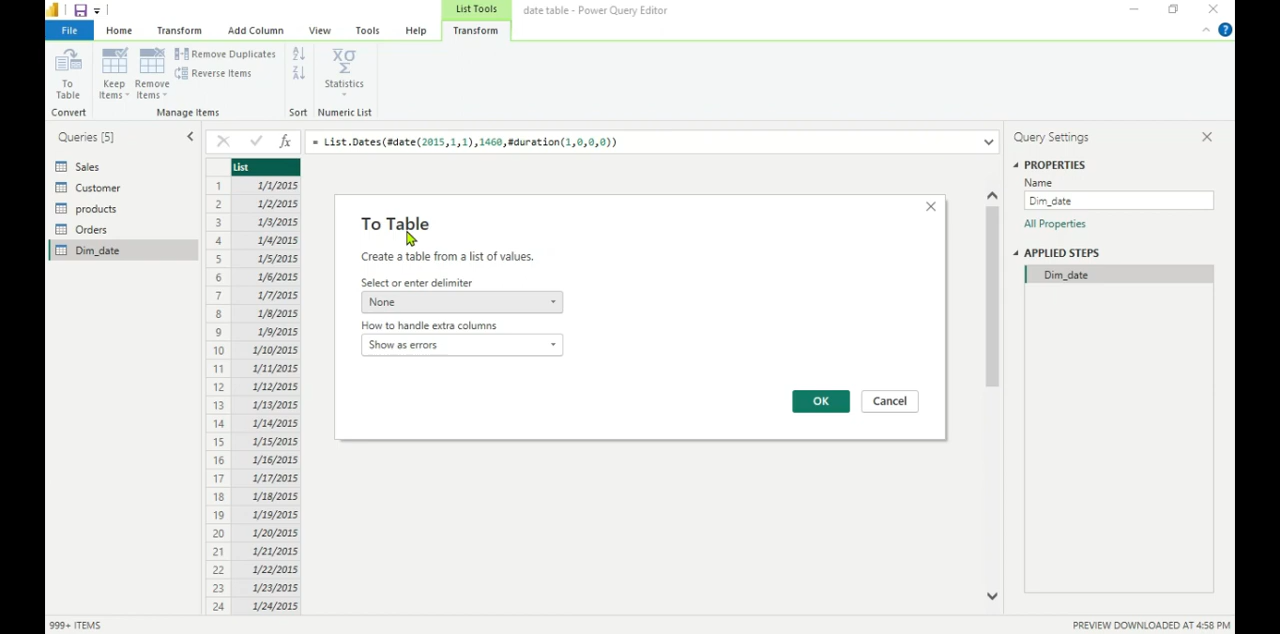 List Tools
date table - Power Query Editor
File
Home
Transform
Add Column
View
Tools
Help
Transform
?
To
Table
Keep
Items
Remove
Items
Remove Duplicates
Reverse Items
A
Z
Z
A
ΧΣ
Statistics
Convert
Manage Items
Sort
Numeric List
Queries [5]
fx
= List.Dates(#date(2015,1,1),1460,#duration(1,0,0,0))
Sales
Customer
products
Orders
Dim_date
List
1 1/1/2015
2 1/2/2015
3 1/3/2015
4 1/4/2015
5 1/5/2015
6 1/6/2015
7 1/7/2015
8 1/8/2015
9 1/9/2015
10 1/10/2015
11 1/11/2015
12 1/12/2015
13 1/13/2015
14 1/14/2015
15 1/15/2015
16 1/16/2015
17 1/17/2015
18 1/18/2015
19 1/19/2015
20 1/20/2015
21 1/21/2015
22 1/22/2015
23 1/23/2015
24 1/24/2015
To Table
Create a table from a list of values.
Select or enter delimiter
None
How to handle extra columns
Show as errors
OK
Cancel
Query Settings
PROPERTIES
Name
Dim_date
All Properties
APPLIED STEPS
Dim_date
999+ ITEMS
PREVIEW DOWNLOADED AT 4:58 PM